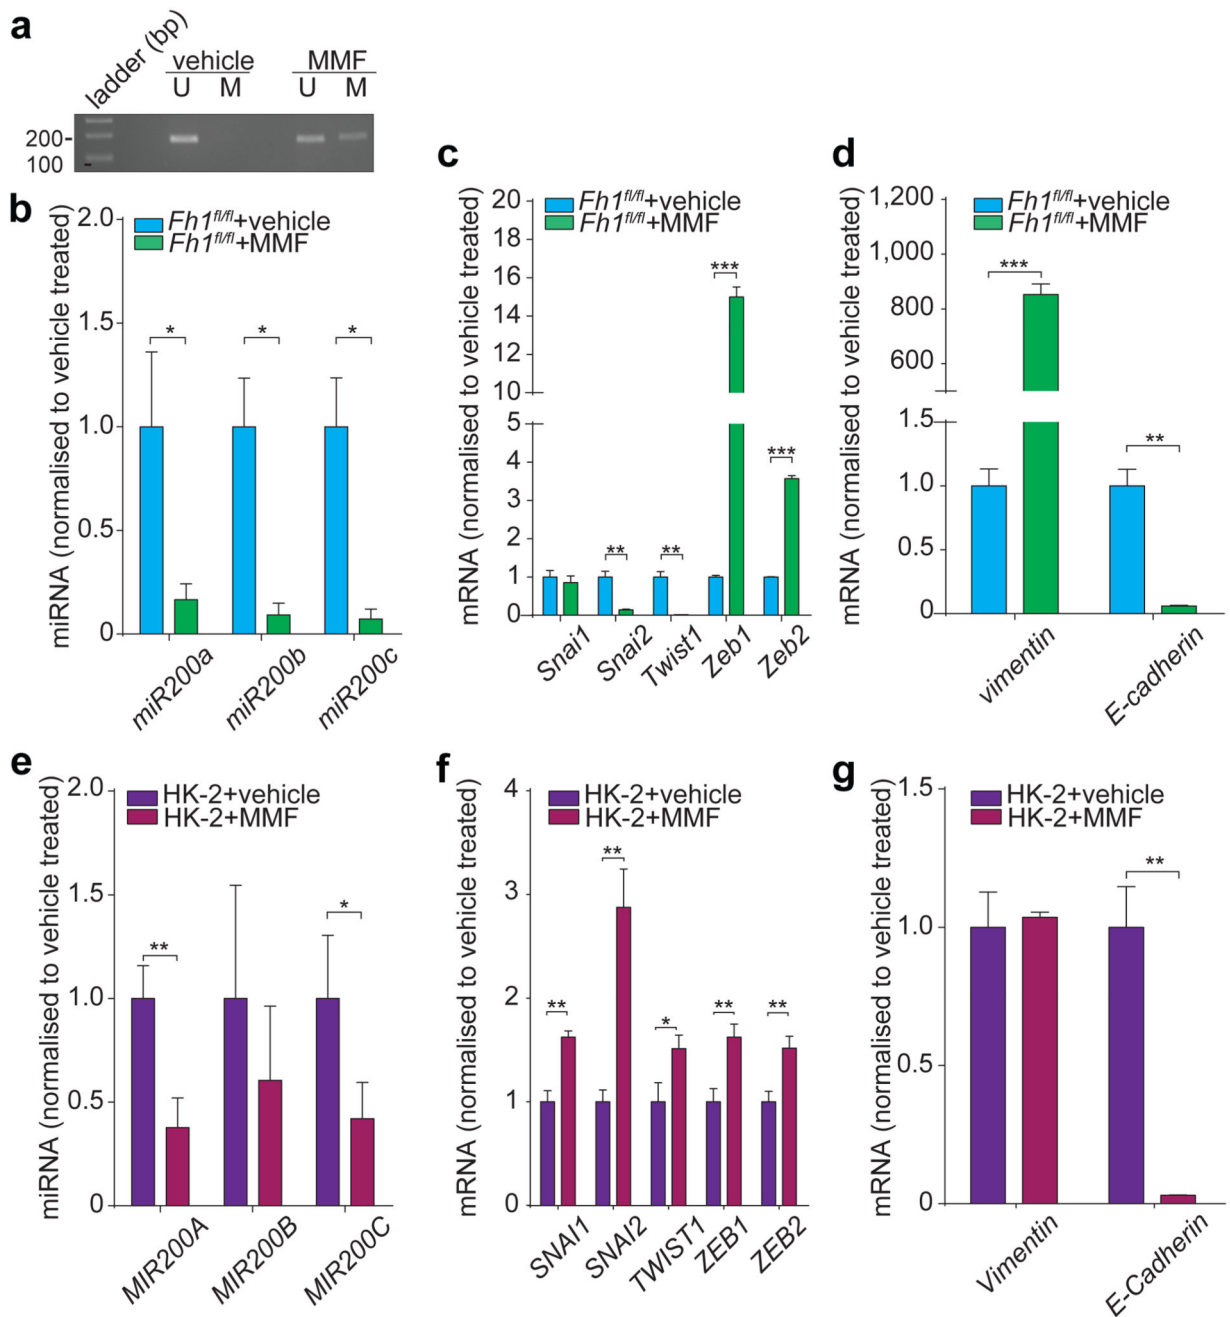 a
ladder (bp)
vehicle
MMF
U M U M
200-
100
b
miRNA (normalised to vehicle treated)
2.0
1.5
1.0
0.5
0
Fh1fl/fl+vehicle
Fh1fl/fl+MMF
* * *
miR200a miR200b miR200c
c
mRNA (normalised to vehicle treated)
20
18
16
14
12
10
5
4
3
2
1
0
Fh1fl/fl+vehicle
Fh1fl/fl+MMF
** ** *** ***
Snai1 Snai2 Twist1 Zeb1 Zeb2
d
mRNA (normalised to vehicle treated)
1,200
1,000
800
600
1.5
1.0
0.5
0
Fh1fl/fl+vehicle
Fh1fl/fl+MMF
*** **
vimentin E-cadherin
e
miRNA (normalised to vehicle treated)
2.0
1.5
1.0
0.5
0
HK-2+vehicle
HK-2+MMF
** *
MIR200A MIR200B MIR200C
f
mRNA (normalised to vehicle treated)
4
3
2
1
0
HK-2+vehicle
HK-2+MMF
** ** * ** **
SNAI1 SNAI2 TWIST1 ZEB1 ZEB2
g
mRNA (normalised to vehicle treated)
1.5
1.0
0.5
0
HK-2+vehicle
HK-2+MMF
**
Vimentin E-Cadherin